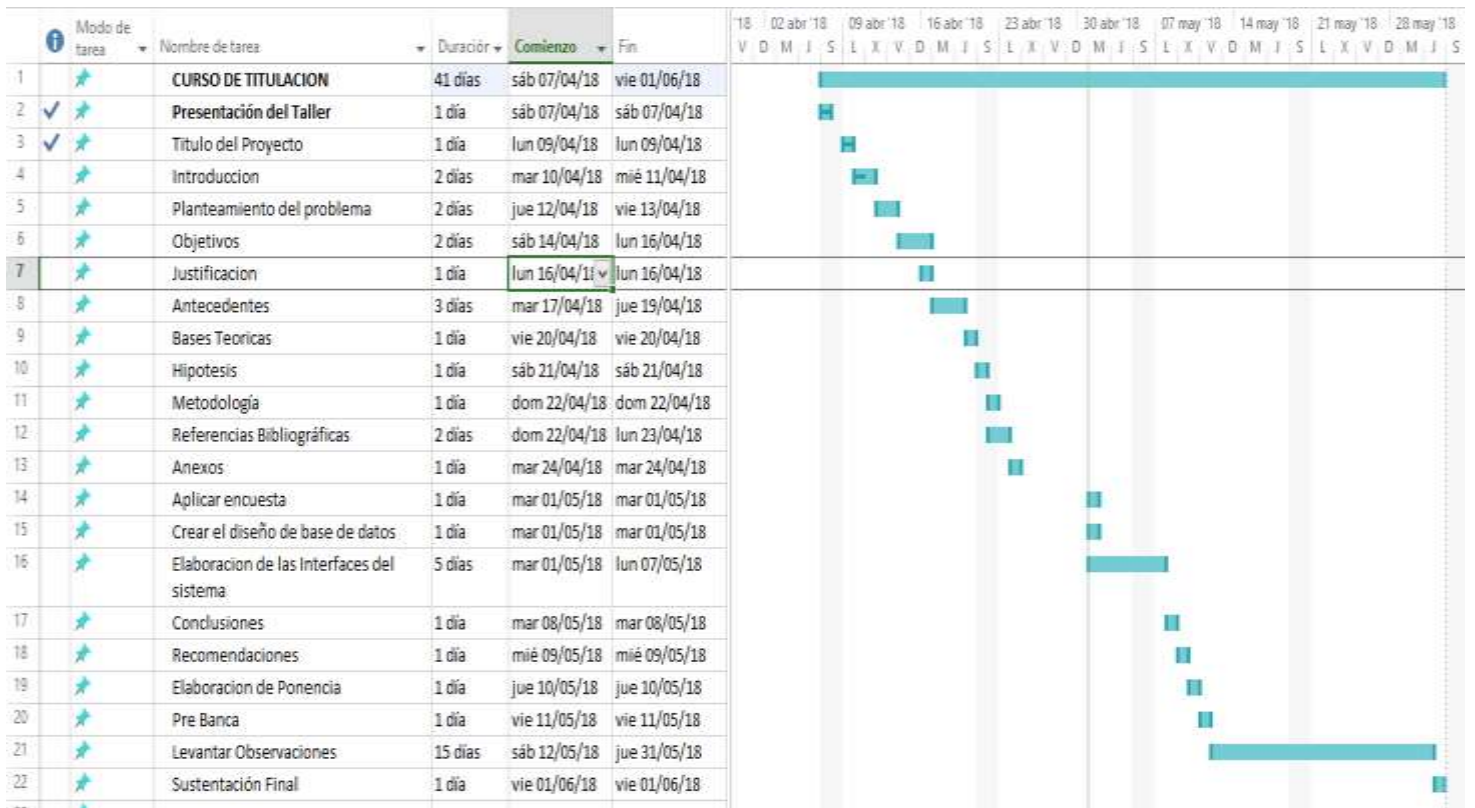 Modo de tarea Nombre de tarea Duración Comienzo Fin
'18 02 abr '18 09 abr '18 16 abr '18 23 abr '18 30 abr '18 07 may '18 14 may '18 21 may '18 28 may '18
V D M J S L X V D M J S L X V D M J S L X V D M J S L X V D M J S
1 CURSO DE TITULACION 41 días sáb 07/04/18 vie 01/06/18
2 Presentación del Taller 1 día sáb 07/04/18 sáb 07/04/18
3 Titulo del Proyecto 1 día lun 09/04/18 lun 09/04/18
4 Introduccion 2 días mar 10/04/18 mié 11/04/18
5 Planteamiento del problema 2 días jue 12/04/18 vie 13/04/18
6 Objetivos 2 días sáb 14/04/18 lun 16/04/18
7 Justificacion 1 día lun 16/04/18 lun 16/04/18
8 Antecedentes 3 días mar 17/04/18 jue 19/04/18
9 Bases Teoricas 1 día vie 20/04/18 vie 20/04/18
10 Hipotesis 1 día sáb 21/04/18 sáb 21/04/18
11 Metodología 1 día dom 22/04/18 dom 22/04/18
12 Referencias Bibliográficas 2 días dom 22/04/18 lun 23/04/18
13 Anexos 1 día mar 24/04/18 mar 24/04/18
14 Aplicar encuesta 1 día mar 01/05/18 mar 01/05/18
15 Crear el diseño de base de datos 1 día mar 01/05/18 mar 01/05/18
16 Elaboracion de las Interfaces del sistema 5 días mar 01/05/18 lun 07/05/18
17 Conclusiones 1 día mar 08/05/18 mar 08/05/18
18 Recomendaciones 1 día mié 09/05/18 mié 09/05/18
19 Elaboracion de Ponencia 1 día jue 10/05/18 jue 10/05/18
20 Pre Banca 1 día vie 11/05/18 vie 11/05/18
21 Levantar Observaciones 15 días sáb 12/05/18 jue 31/05/18
22 Sustentación Final 1 día vie 01/06/18 vie 01/06/18